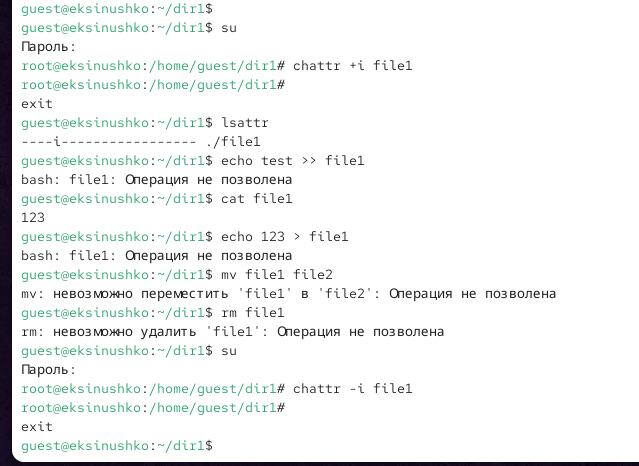 guest@eksinushko:~/dir1$
guest@eksinushko:~/dir1$ su
Пароль:
root@eksinushko:/home/guest/dir1# chattr +i file1
root@eksinushko:/home/guest/dir1#
exit
guest@eksinushko:~/dir1$ lsattr
----i----------------- ./file1
guest@eksinushko:~/dir1$ echo test >> file1
bash: file1: Операция не позволена
guest@eksinushko:~/dir1$ cat file1
123
guest@eksinushko:~/dir1$ echo 123 > file1
bash: file1: Операция не позволена
guest@eksinushko:~/dir1$ mv file1 file2
mv: невозможно переместить 'file1' в 'file2': Операция не позволена
guest@eksinushko:~/dir1$ rm file1
rm: невозможно удалить 'file1': Операция не позволена
guest@eksinushko:~/dir1$ su
Пароль:
root@eksinushko:/home/guest/dir1# chattr -i file1
root@eksinushko:/home/guest/dir1#
exit
guest@eksinushko:~/dir1$